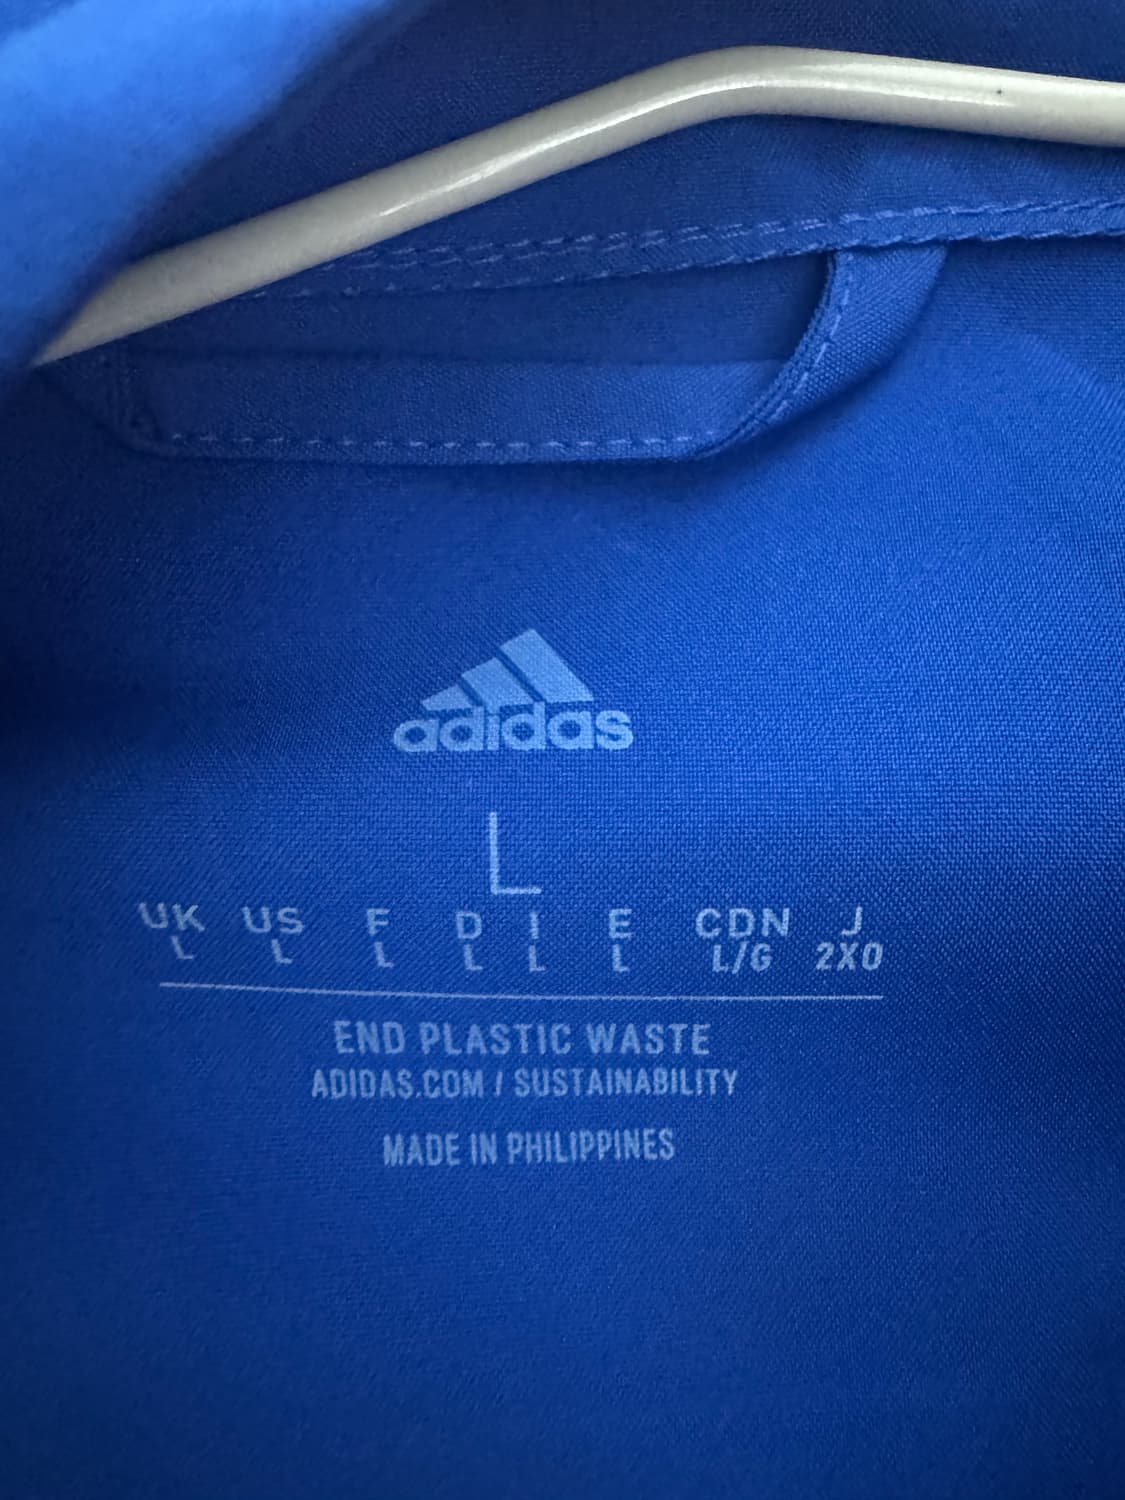 adidas
L
UK US F D I E CDN J
L L L L L L L/G 2XO
END PLASTIC WASTE
ADIDAS.COM / SUSTAINABILITY
MADE IN PHILIPPINES